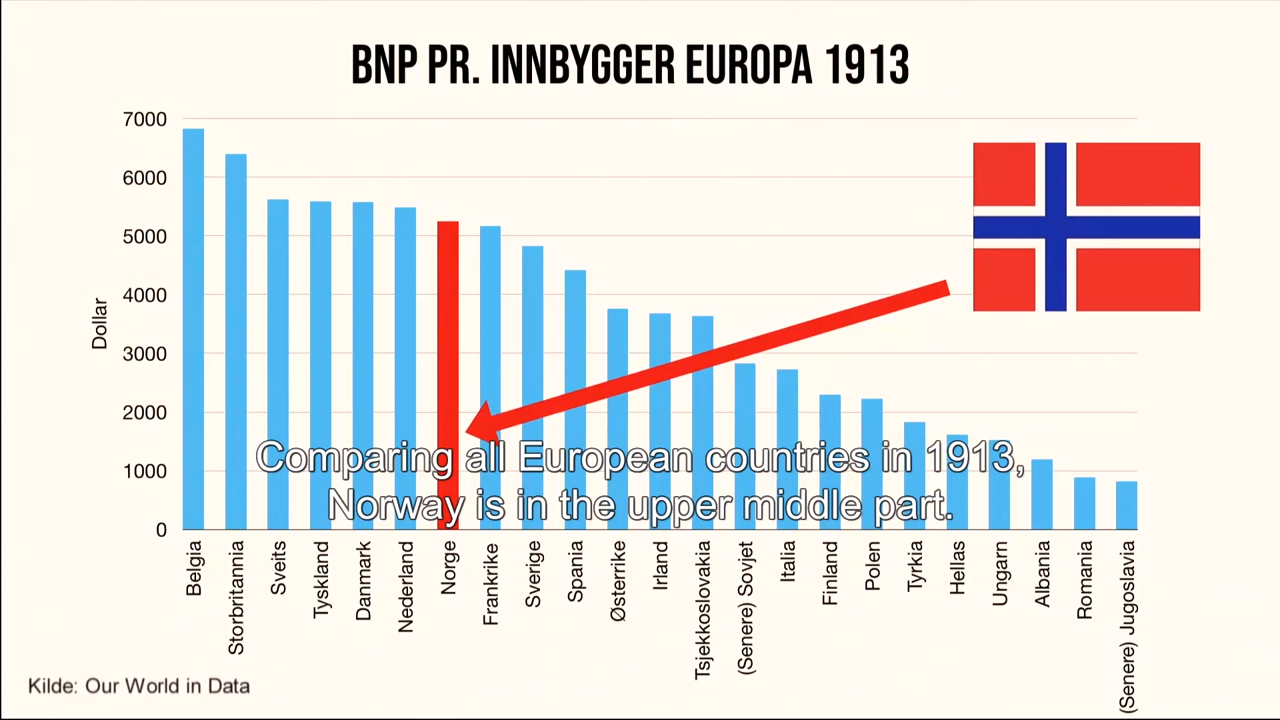 BNP PR. INNBYGGER EUROPA 1913
7000
6000
5000
4000
3000
2000
1000
0
Dollar
Comparing all European countries in 1913,
Norway is in the upper middle part.
Belgia
Storbritannia
Sveits
Tyskland
Danmark
Nederland
Norge
Frankrike
Sverige
Spania
Østerrike
Irland
Tsjekkoslovakia
(Senere) Sovjet
Italia
Finland
Polen
Tyrkia
Hellas
Ungarn
Albania
Romania
(Senere) Jugoslavia
Kilde: Our World in Data